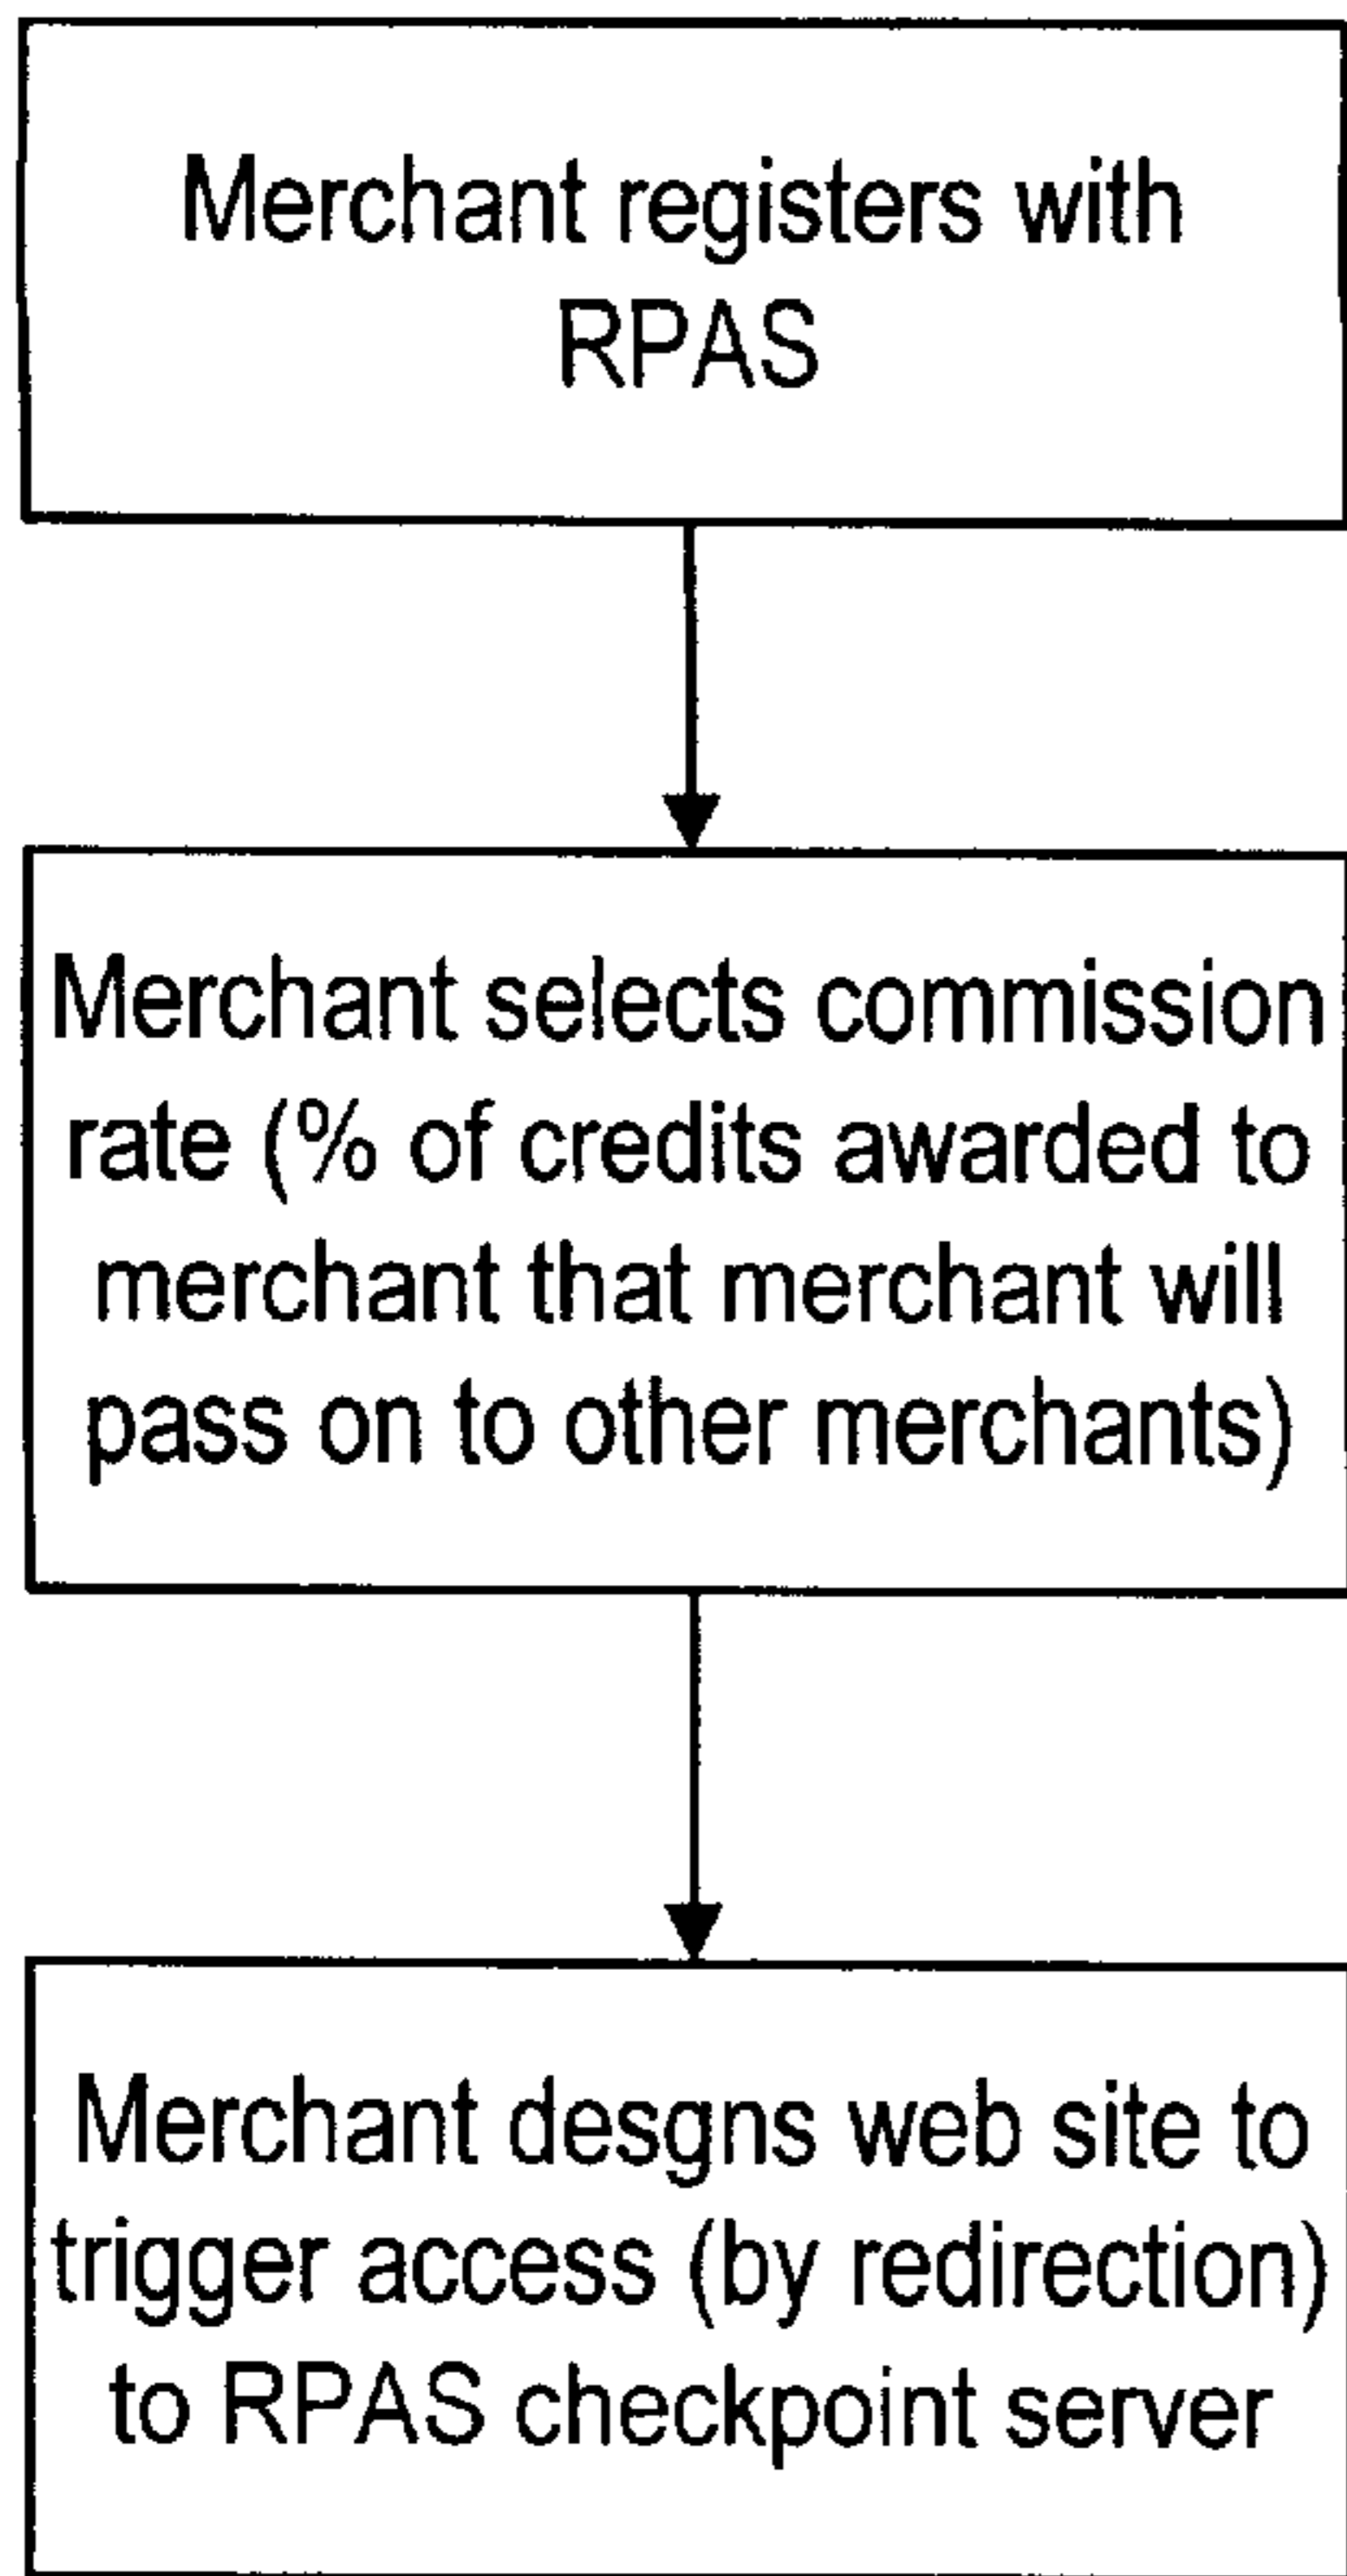 Merchant registers with
RPAS
Merchant selects commission
rate (% of credits awarded to
merchant that merchant will
pass on to other merchants)
Merchant desgns web site to
trigger access (by redirection)
to RPAS checkpoint server